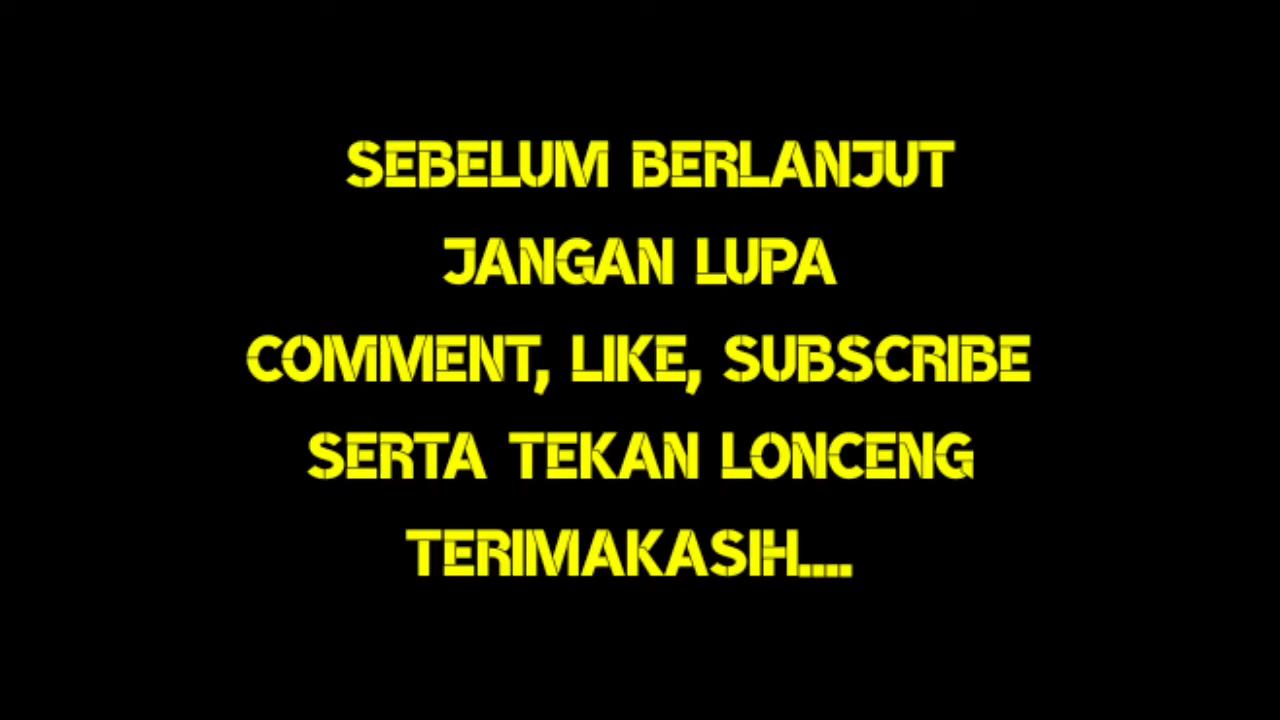 SEBELUM BERLANJUT
JANGAN LUPA
COMMENT, LIKE, SUBSCRIBE
SERTA TEKAN LONCENG
TERIMAKASIH....